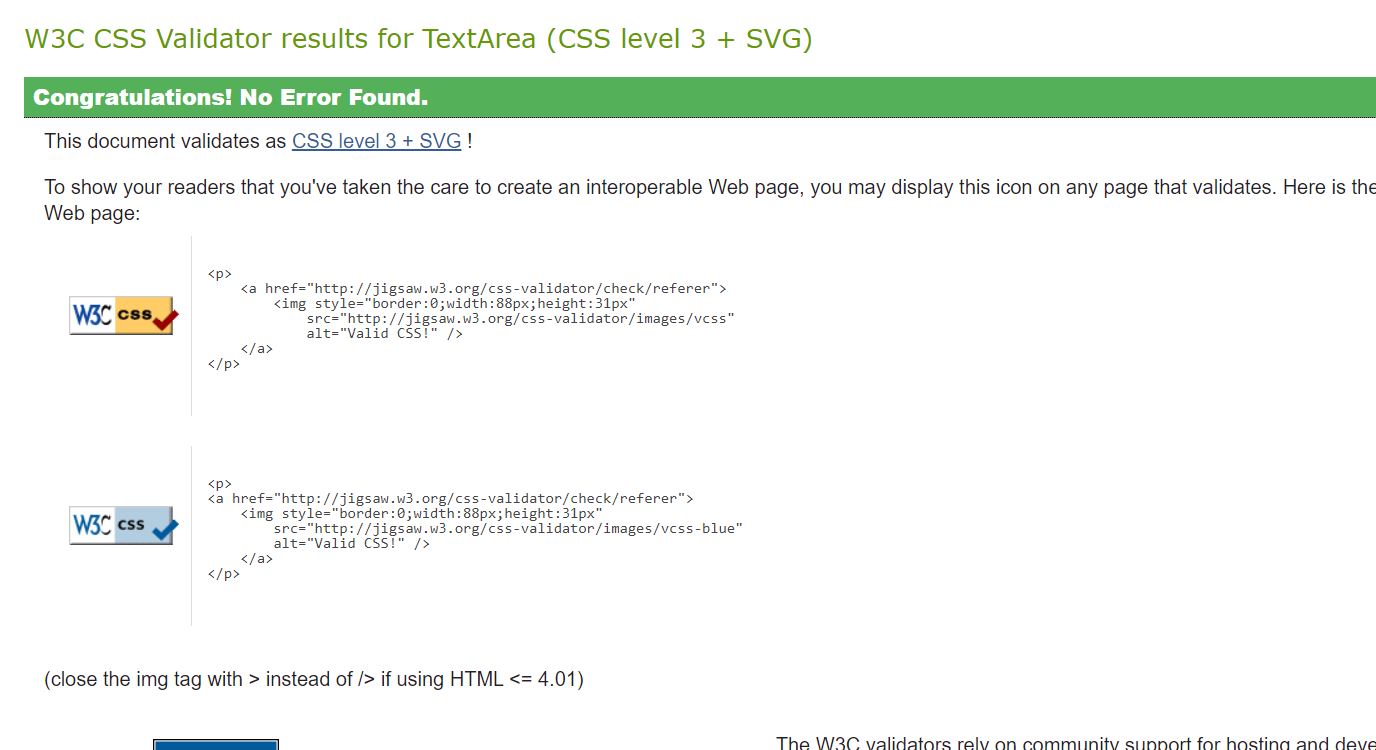 W3C CSS Validator results for TextArea (CSS level 3 + SVG)
Congratulations! No Error Found.
This document validates as CSS level 3 + SVG !
To show your readers that you've taken the care to create an interoperable Web page, you may display this icon on any page that validates. Here is the
Web page:
W3C css
<p>
    <a href="http://jigsaw.w3.org/css-validator/check/referer">
        <img style="border:0;width:88px;height:31px"
            src="http://jigsaw.w3.org/css-validator/images/vcss"
            alt="Valid CSS!" />
    </a>
</p>
W3C css
<p>
<a href="http://jigsaw.w3.org/css-validator/check/referer">
    <img style="border:0;width:88px;height:31px"
        src="http://jigsaw.w3.org/css-validator/images/vcss-blue"
        alt="Valid CSS!" />
    </a>
</p>
(close the img tag with > instead of /> if using HTML <= 4.01)
The W3C validators rely on community support for hosting and deve